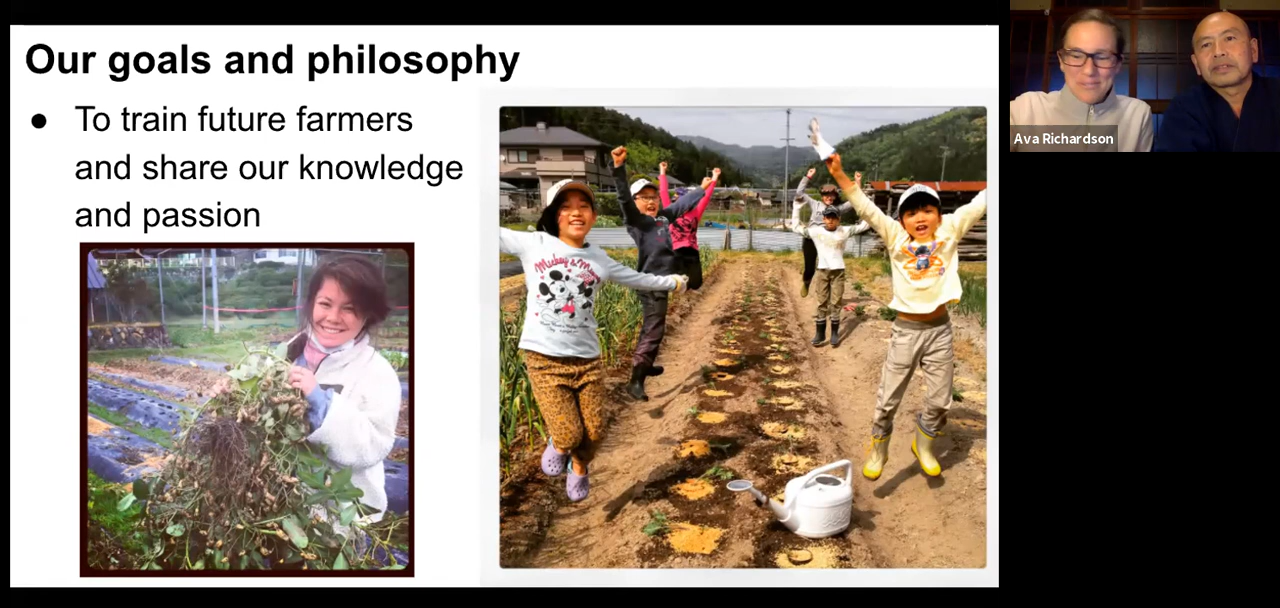 Our goals and philosophy
● To train future farmers
and share our knowledge
and passion
Ava Richardson